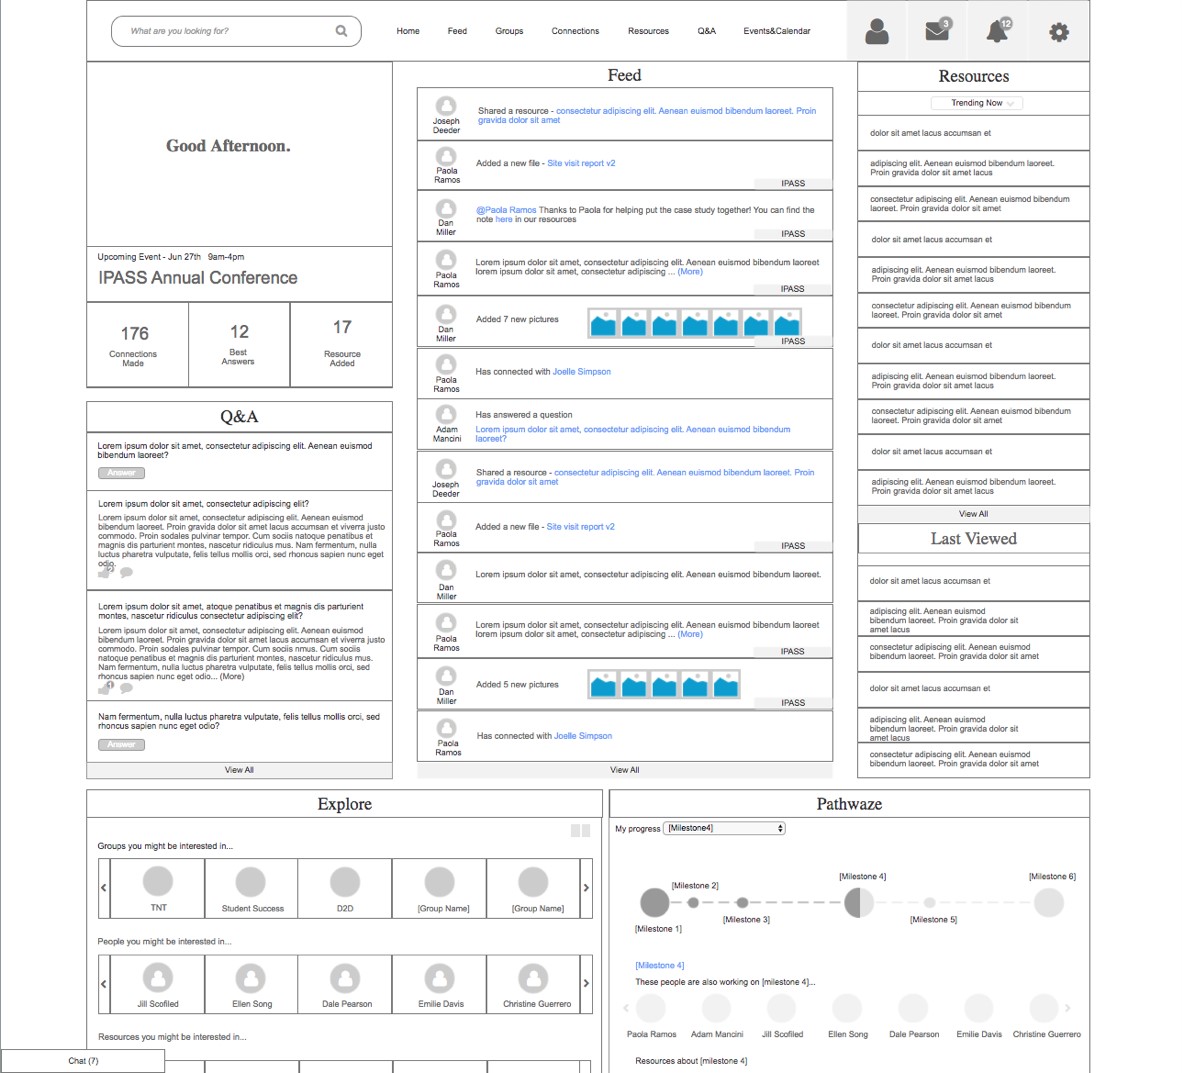 What are you looking for?
Home
Feed
Groups
Connections
Resources
Q&A
Events&Calendar
3
12
Good Afternoon.
Upcoming Event - Jun 27th 9am-4pm
IPASS Annual Conference
176
Connections
Made
12
Best
Answers
17
Resource
Added
Q&A
Lorem ipsum dolor sit amet, consectetur adipiscing elit. Aenean euismod
bibendum laoreet?
Answer
Lorem ipsum dolor sit amet, consectetur adipiscing elit?
Lorem ipsum dolor sit amet, consectetur adipiscing elit. Aenean euismod
bibendum laoreet. Proin gravida dolor sit amet lacus accumsan et viverra justo
commodo. Proin sodales pulvinar tempor. Cum sociis natoque penatibus et
magnis dis parturient montes, nascetur ridiculus mus. Nam fermentum, nulla
luctus pharetra vulputate, felis tellus mollis orci, sed rhoncus sapien nunc eget
odio.
Lorem ipsum dolor sit amet, atoque penatibus et magnis dis parturient
montes, nascetur ridiculus consectetur adipiscing elit?
Lorem ipsum dolor sit amet, consectetur adipiscing elit. Aenean euismod
bibendum laoreet. Proin gravida dolor sit amet lacus accumsan et viverra justo
commodo. Proin sodales pulvinar tempor. Cum sociis nmus. Cum sociis
natoque penatibus et magnis dis parturient montes, nascetur ridiculus mus.
Nam fermentum, nulla luctus pharetra vulputate, felis tellus mollis orci, sed
rhoncus sapien nunc eget odio... (More)
Nam fermentum, nulla luctus pharetra vulputate, felis tellus mollis orci, sed
rhoncus sapien nunc eget odio?
Answer
View All
Feed
Joseph
Deeder
Shared a resource - consectetur adipiscing elit. Aenean euismod bibendum laoreet. Proin
gravida dolor sit amet
Paola
Ramos
Added a new file - Site visit report v2
IPASS
Dan
Miller
@Paola Ramos Thanks to Paola for helping put the case study together! You can find the
note here in our resources
IPASS
Paola
Ramos
Lorem ipsum dolor sit amet, consectetur adipiscing elit. Aenean euismod bibendum laoreet
lorem ipsum dolor sit amet, consectetur adipiscing ... (More)
IPASS
Dan
Miller
Added 7 new pictures
IPASS
Paola
Ramos
Has connected with Joelle Simpson
Adam
Mancini
Has answered a question
Lorem ipsum dolor sit amet, consectetur adipiscing elit. Aenean euismod bibendum
laoreet?
Joseph
Deeder
Shared a resource - consectetur adipiscing elit. Aenean euismod bibendum laoreet. Proin
gravida dolor sit amet
Paola
Ramos
Added a new file - Site visit report v2
IPASS
Dan
Miller
Lorem ipsum dolor sit amet, consectetur adipiscing elit. Aenean euismod bibendum laoreet.
Paola
Ramos
Lorem ipsum dolor sit amet, consectetur adipiscing elit. Aenean euismod bibendum laoreet
lorem ipsum dolor sit amet, consectetur adipiscing ... (More)
IPASS
Dan
Miller
Added 5 new pictures
IPASS
Paola
Ramos
Has connected with Joelle Simpson
View All
Resources
Trending Now
dolor sit amet lacus accumsan et
adipiscing elit. Aenean euismod bibendum laoreet.
Proin gravida dolor sit amet lacus
consectetur adipiscing elit. Aenean euismod bibendum
laoreet. Proin gravida dolor sit amet
dolor sit amet lacus accumsan et
adipiscing elit. Aenean euismod bibendum laoreet.
Proin gravida dolor sit amet lacus
consectetur adipiscing elit. Aenean euismod bibendum
laoreet. Proin gravida dolor sit amet
dolor sit amet lacus accumsan et
adipiscing elit. Aenean euismod bibendum laoreet.
Proin gravida dolor sit amet lacus
consectetur adipiscing elit. Aenean euismod bibendum
laoreet. Proin gravida dolor sit amet
dolor sit amet lacus accumsan et
adipiscing elit. Aenean euismod bibendum laoreet.
Proin gravida dolor sit amet lacus
View All
Last Viewed
dolor sit amet lacus accumsan et
adipiscing elit. Aenean euismod
bibendum laoreet. Proin gravida dolor sit
amet lacus
consectetur adipiscing elit. Aenean euismod
bibendum laoreet. Proin gravida dolor sit amet
dolor sit amet lacus accumsan et
adipiscing elit. Aenean euismod
bibendum laoreet. Proin gravida dolor sit
amet lacus
consectetur adipiscing elit. Aenean euismod
bibendum laoreet. Proin gravida dolor sit amet
Explore
Groups you might be interested in...
TNT
Student Success
D2D
[Group Name]
[Group Name]
People you might be interested in...
Jill Scofiled
Ellen Song
Dale Pearson
Emilie Davis
Christine Guerrero
Resources you might be interested in...
Chat (7)
Pathwaze
My progress [Milestone4]
[Milestone 1]
[Milestone 2]
[Milestone 3]
[Milestone 4]
[Milestone 5]
[Milestone 6]
[Milestone 4]
These people are also working on [milestone 4]...
Paola Ramos
Adam Mancini
Jill Scofiled
Ellen Song
Dale Pearson
Emilie Davis
Christine Guerrero
Resources about [milestone 4]